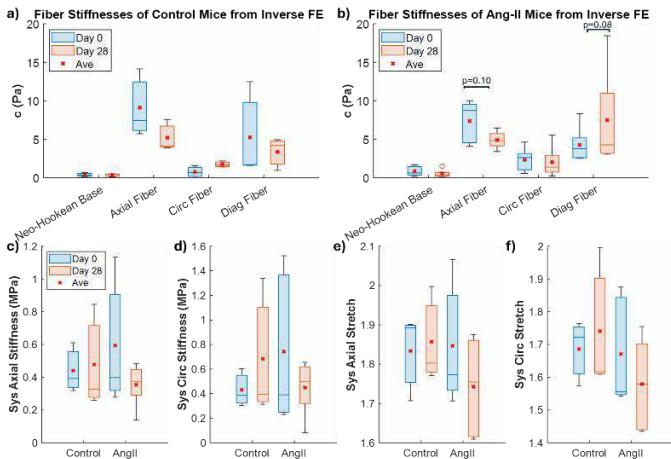 a) Fiber Stiffnesses of Control Mice from Inverse FE
20
15
10
5
0
c (Pa)
Day 0
Day 28
Ave
Neo-Hookean Base
Axial Fiber
Circ Fiber
Diag Fiber
b) Fiber Stiffnesses of Ang-II Mice from Inverse FE
20
15
10
5
0
c (Pa)
Day 0
Day 28
Ave
p=0.10
p=0.08
Neo-Hookean Base
Axial Fiber
Circ Fiber
Diag Fiber
c)
1.2
1
0.8
0.6
0.4
0.2
0
Sys Axial Stiffness (MPa)
Day 0
Day 28
Ave
Control AngII
d)
1.6
1.4
1.2
1
0.8
0.6
0.4
0.2
0
Sys Circ Stiffness (MPa)
Control AngII
e)
2.1
2
1.9
1.8
1.7
1.6
Sys Axial Stretch
Control AngII
f)
2
1.9
1.8
1.7
1.6
1.5
1.4
Sys Circ Stretch
Control AngII